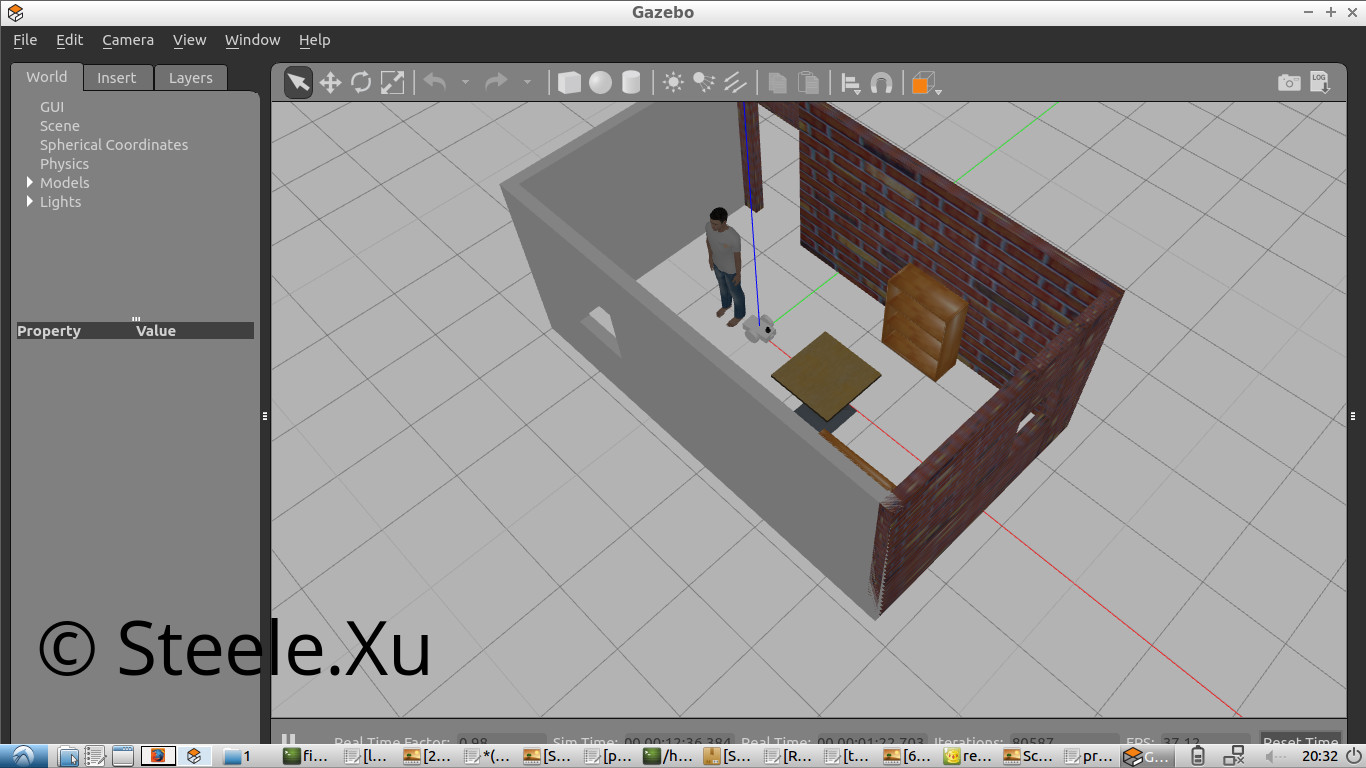 Gazebo
File Edit Camera View Window Help
World Insert Layers
LOG
GUI
Scene
Spherical Coordinates
Physics
Models
Lights
Property Value
© Steele.Xu
Real Time Factor: 0.98 Sim Time: 00 00:12:36.384 Real Time: 00 00:01:22.703 Iterations: 80587 FPS: 37.12 Reset Time
1 fi... [l... [2... *(... [S... [p... /h... [S... [R... [t... [6... re... Sc... pr... G... 20:32